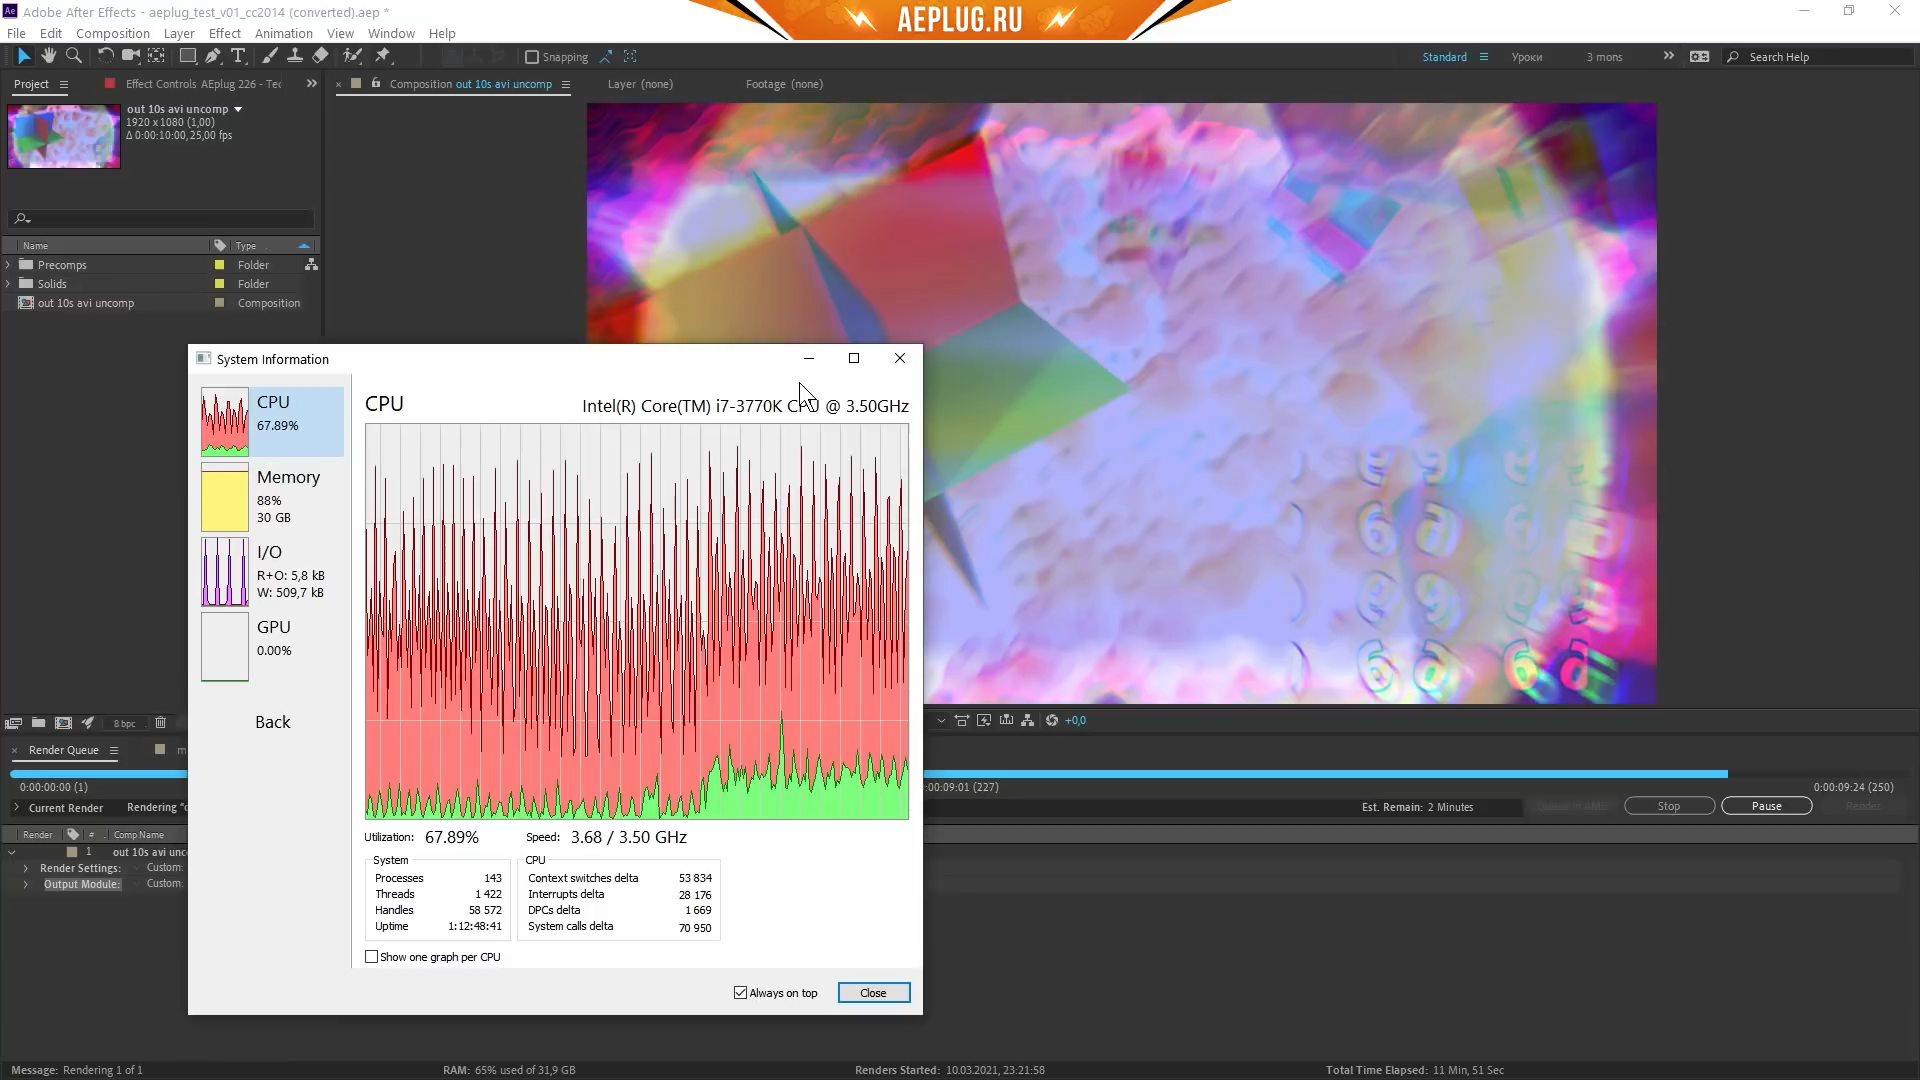 Adobe After Effects - aeplug_test_v01_cc2014 (converted).aep *
AEPLUG.RU
File Edit Composition Layer Effect Animation View Window Help
Snapping
Standard
Уроки
3 mons
Search Help
Project
Effect Controls AEplug 226 - Tec
Composition out 10s avi uncomp
Layer (none)
Footage (none)
out 10s avi uncomp
1920 x 1080 (1,00)
Δ 0:00:10:00, 25,00 fps
Name Type
Precomps Folder
Solids Folder
out 10s avi uncomp Composition
System Information
CPU
67.89%
Memory
88%
30 GB
I/O
R+O: 5,8 kB
W: 509,7 kB
GPU
0.00%
Back
CPU
Intel(R) Core(TM) i7-3770K CPU @ 3.50GHz
Utilization: 67.89% Speed: 3.68 / 3.50 GHz
System
Processes 143
Threads 1 422
Handles 58 572
Uptime 1:12:48:41
CPU
Context switches delta 53 834
Interrupts delta 28 176
DPCs delta 1 669
System calls delta 70 950
Show one graph per CPU
Always on top
Close
8 bpc
+0,0
Render Queue
0:00:00:00 (1)
:00:09:01 (227)
0:00:09:24 (250)
Current Render
Rendering "o
Est. Remain: 2 Minutes
Queue in AME
Stop
Pause
Render
Render # Comp Name
1 out 10s avi unc
Render Settings: Custom:
Output Module: Custom:
Message: Rendering 1 of 1
RAM: 65% used of 31,9 GB
Renders Started: 10.03.2021, 23:21:58
Total Time Elapsed: 11 Min, 51 Sec